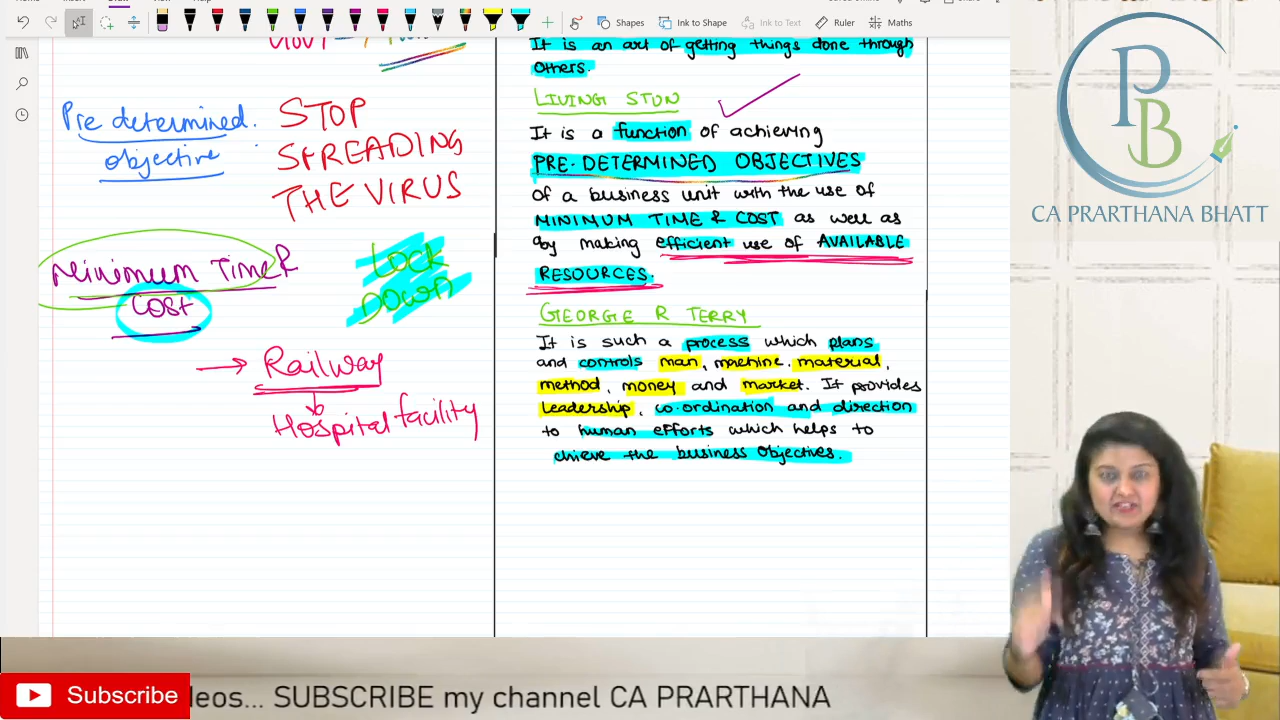 Shapes
Ink to Shape
Ink to Text
Ruler
Maths
Pre determined
objective
STOP
SPREADING
THE VIRUS
Minimum Time &
Cost
Lock
Down
→ Railway
Hospital facility
It is an art of getting things done through
others.
LIVING STON
It is a function of achieving
PRE-DETERMINED OBJECTIVES
of a business unit with the use of
MINIMUM TIME & COST as well as
by making efficient use of AVAILABLE
RESOURCES.
GEORGE R TERRY
It is such a process which plans
and controls man, machine, material,
method, money and market. It provides
leadership, co-ordination and direction
to human efforts which helps to
chieve the business objectives.
PB
CA PRARTHANA BHATT
Subscribe
deos... SUBSCRIBE my channel CA PRARTHANA